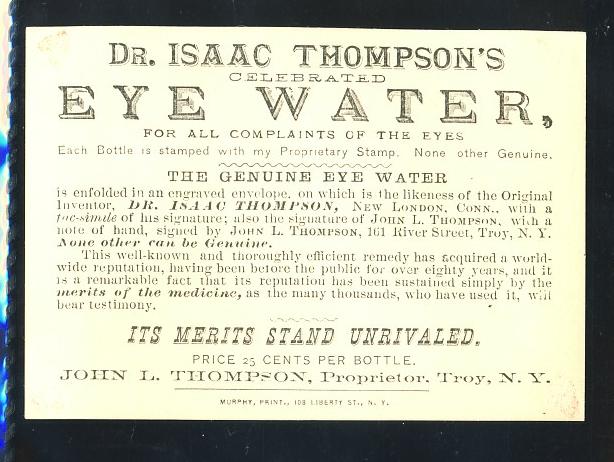 DR. ISAAC THOMPSON'S
CELEBRATED
EYE WATER,
FOR ALL COMPLAINTS OF THE EYES
Each Bottle is stamped with my Proprietary Stamp. None other Genuine.
THE GENUINE EYE WATER
is enfolded in an engraved envelope, on which is the likeness of the Original
Inventor, DR. ISAAC THOMPSON, NEW LONDON, CONN., with a
fac-simile of his signature; also the signature of JOHN L. THOMPSON, with a
note of hand, signed by JOHN L. THOMPSON, 161 River Street, Troy, N. Y.
None other can be Genuine.
This well-known and thoroughly efficient remedy has acquired a world-
wide reputation, having been before the public for over eighty years, and it
is a remarkable fact that its reputation has been sustained simply by the
merits of the medicine, as the many thousands, who have used it, will
bear testimony.
ITS MERITS STAND UNRIVALED.
PRICE 25 CENTS PER BOTTLE.
JOHN L. THOMPSON, Proprietor, Troy, N. Y.
MURPHY, PRINT., 103 LIBERTY ST., N. Y.